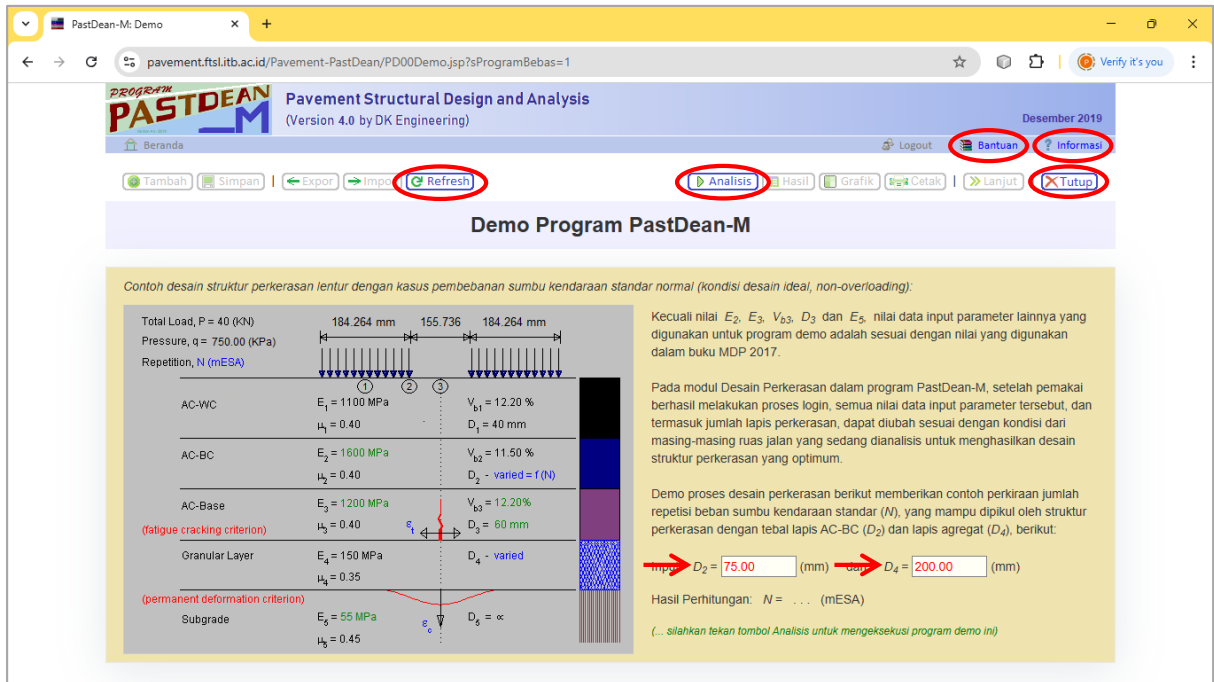 PastDean-M: Demo
pavement.ftsl.itb.ac.id/Pavement-PastDean/PD00Demo.jsp?sProgramBebas=1
Verify it's you
PROGRAM
PASTDEAN
_M
Pavement Structural Design and Analysis
(Version 4.0 by DK Engineering)
Desember 2019
Beranda
Logout
Bantuan
Informasi
Tambah
Simpan
Expor
Impor
Refresh
Analisis
Hasil
Grafik
Cetak
Lanjut
Tutup
Demo Program PastDean-M
Contoh desain struktur perkerasan lentur dengan kasus pembebanan sumbu kendaraan standar normal (kondisi desain ideal, non-overloading):
Total Load, P = 40 (KN)
184.264 mm 155.736 184.264 mm
Pressure, q = 750.00 (KPa)
Repetition, N (mESA)
1 2 3
AC-WC E1 = 1100 MPa Vb1 = 12.20 %
μ1 = 0.40 D1 = 40 mm
AC-BC E2 = 1600 MPa Vb2 = 11.50 %
μ2 = 0.40 D2 - varied = f (N)
AC-Base E3 = 1200 MPa Vb3 = 12.20%
(fatigue cracking criterion) μ3 = 0.40 εt D3 = 60 mm
Granular Layer E4 = 150 MPa D4 - varied
μ4 = 0.35
(permanent deformation criterion)
Subgrade E5 = 55 MPa εc D5 = ∝
μ5 = 0.45
Kecuali nilai E2, E3, Vb3, D3 dan E5, nilai data input parameter lainnya yang
digunakan untuk program demo adalah sesuai dengan nilai yang digunakan
dalam buku MDP 2017.
Pada modul Desain Perkerasan dalam program PastDean-M, setelah pemakai
berhasil melakukan proses login, semua nilai data input parameter tersebut, dan
termasuk jumlah lapis perkerasan, dapat diubah sesuai dengan kondisi dari
masing-masing ruas jalan yang sedang dianalisis untuk menghasilkan desain
struktur perkerasan yang optimum.
Demo proses desain perkerasan berikut memberikan contoh perkiraan jumlah
repetisi beban sumbu kendaraan standar (N), yang mampu dipikul oleh struktur
perkerasan dengan tebal lapis AC-BC (D2) dan lapis agregat (D4), berikut:
Input D2 = 75.00 (mm) dan D4 = 200.00 (mm)
Hasil Perhitungan: N = . . . (mESA)
(... silahkan tekan tombol Analisis untuk mengeksekusi program demo ini)